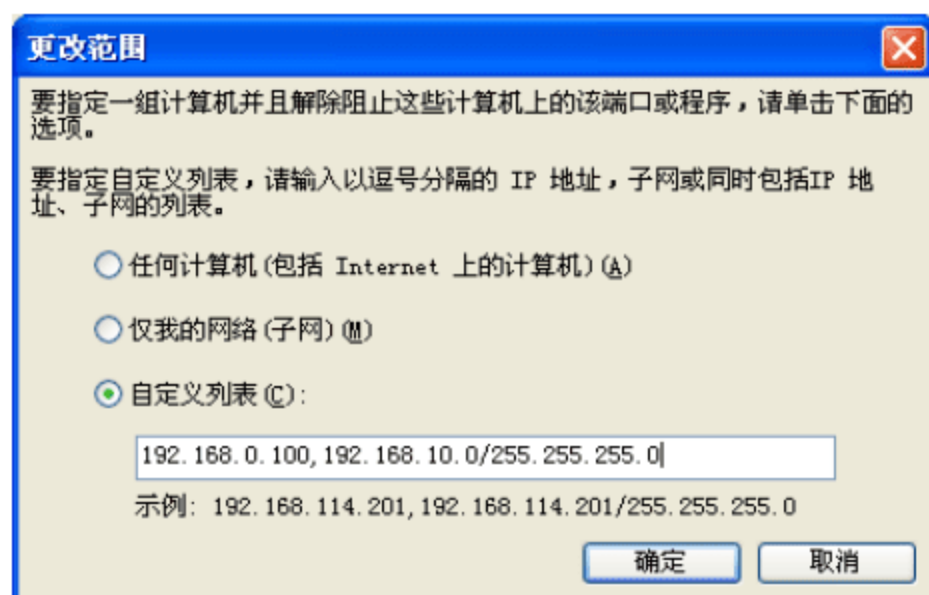 更改范围
要指定一组计算机并且解除阻止这些计算机上的该端口或程序，请单击下面的
选项。
要指定自定义列表，请输入以逗号分隔的 IP 地址，子网或同时包括IP 地
址、子网的列表。
任何计算机(包括 Internet 上的计算机)(A)
仅我的网络(子网)(M)
自定义列表(C):
192.168.0.100,192.168.10.0/255.255.255.0
示例: 192.168.114.201,192.168.114.201/255.255.255.0
确定 取消